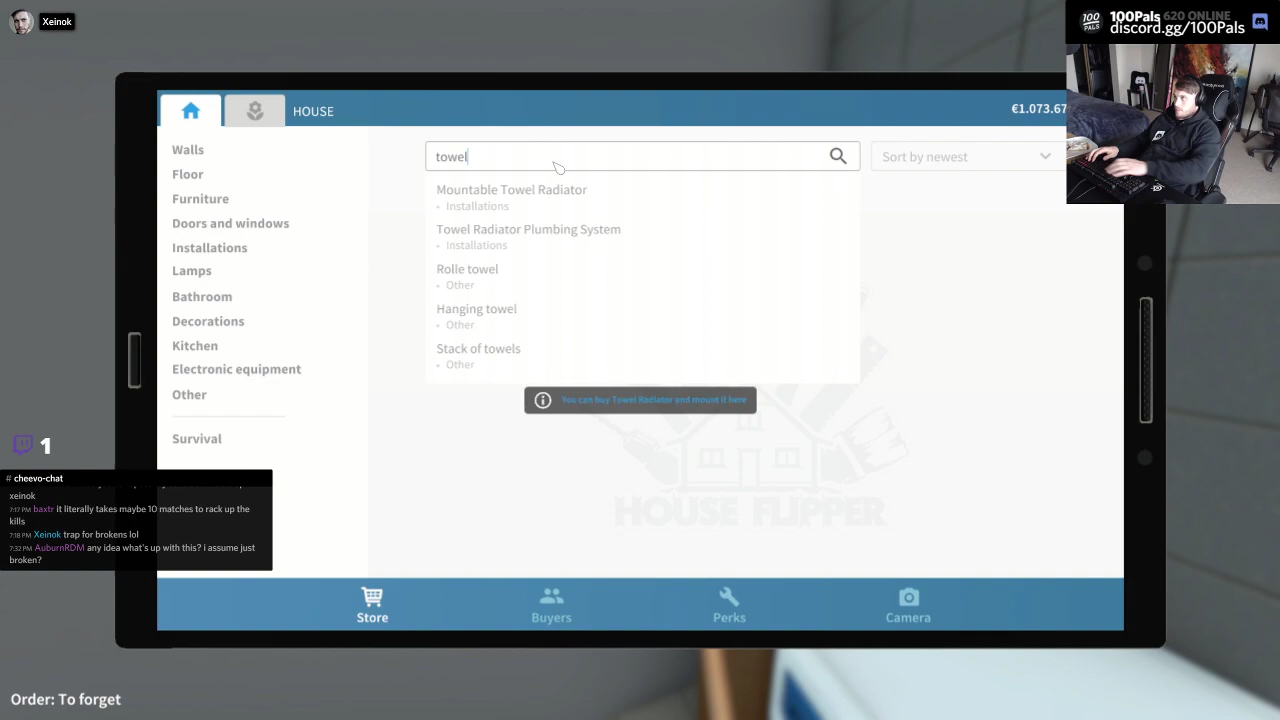 Xeinok
100 PALS
100Pals 620 ONLINE
discord.gg/100Pals
HOUSE
€1.073.67
towel
Sort by newest
Walls
Floor
Furniture
Doors and windows
Installations
Lamps
Bathroom
Decorations
Kitchen
Electronic equipment
Other
Survival
Mountable Towel Radiator
• Installations
Towel Radiator Plumbing System
• Installations
Rolle towel
• Other
Hanging towel
• Other
Stack of towels
• Other
You can buy Towel Radiator and mount it here
HOUSE FLIPPER
1
# cheevo-chat
xeinok
7:17 PM baxtr it literally takes maybe 10 matches to rack up the
kills
7:18 PM Xeinok trap for brokens lol
7:32 PM AuburnRDM any idea what's up with this? i assume just
broken?
Store
Buyers
Perks
Camera
Order: To forget